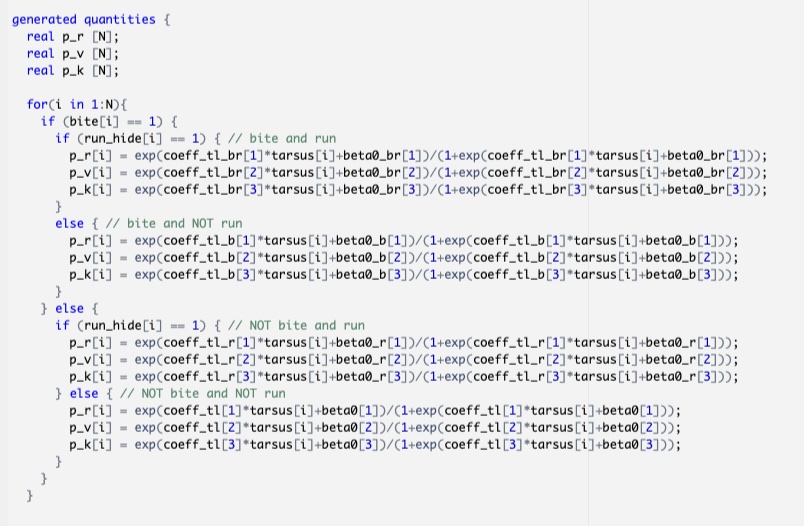 generated quantities {
  real p_r [N];
  real p_v [N];
  real p_k [N];

  for(i in 1:N){
    if (bite[i] == 1) {
      if (run_hide[i] == 1) { // bite and run
        p_r[i] = exp(coeff_tl_br[1]*tarsus[i]+beta0_br[1])/(1+exp(coeff_tl_br[1]*tarsus[i]+beta0_br[1]));
        p_v[i] = exp(coeff_tl_br[2]*tarsus[i]+beta0_br[2])/(1+exp(coeff_tl_br[2]*tarsus[i]+beta0_br[2]));
        p_k[i] = exp(coeff_tl_br[3]*tarsus[i]+beta0_br[3])/(1+exp(coeff_tl_br[3]*tarsus[i]+beta0_br[3]));
      }
      else { // bite and NOT run
        p_r[i] = exp(coeff_tl_b[1]*tarsus[i]+beta0_b[1])/(1+exp(coeff_tl_b[1]*tarsus[i]+beta0_b[1]));
        p_v[i] = exp(coeff_tl_b[2]*tarsus[i]+beta0_b[2])/(1+exp(coeff_tl_b[2]*tarsus[i]+beta0_b[2]));
        p_k[i] = exp(coeff_tl_b[3]*tarsus[i]+beta0_b[3])/(1+exp(coeff_tl_b[3]*tarsus[i]+beta0_b[3]));
      }
    } else {
      if (run_hide[i] == 1) { // NOT bite and run
        p_r[i] = exp(coeff_tl_r[1]*tarsus[i]+beta0_r[1])/(1+exp(coeff_tl_r[1]*tarsus[i]+beta0_r[1]));
        p_v[i] = exp(coeff_tl_r[2]*tarsus[i]+beta0_r[2])/(1+exp(coeff_tl_r[2]*tarsus[i]+beta0_r[2]));
        p_k[i] = exp(coeff_tl_r[3]*tarsus[i]+beta0_r[3])/(1+exp(coeff_tl_r[3]*tarsus[i]+beta0_r[3]));
      } else { // NOT bite and NOT run
        p_r[i] = exp(coeff_tl[1]*tarsus[i]+beta0[1])/(1+exp(coeff_tl[1]*tarsus[i]+beta0[1]));
        p_v[i] = exp(coeff_tl[2]*tarsus[i]+beta0[2])/(1+exp(coeff_tl[2]*tarsus[i]+beta0[2]));
        p_k[i] = exp(coeff_tl[3]*tarsus[i]+beta0[3])/(1+exp(coeff_tl[3]*tarsus[i]+beta0[3]));
      }
    }
  }